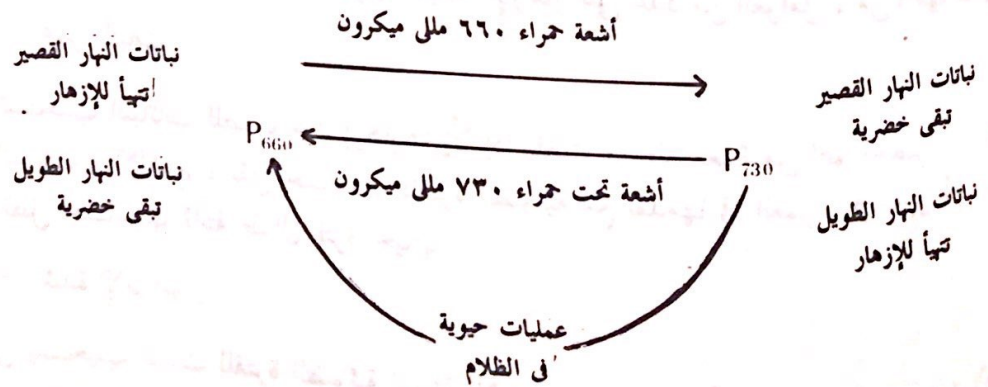 أشعة حمراء ٦٦٠ مللى ميكرون
نباتات النهار القصير
تتهيأ للإزهار
نباتات النهار القصير
تبقى خضرية
P660
P730
أشعة تحت حمراء ٧٣٠ مللى ميكرون
نباتات النهار الطويل
تبقى خضرية
نباتات النهار الطويل
تتهيأ للإزهار
عمليات حيوية
فى الظلام